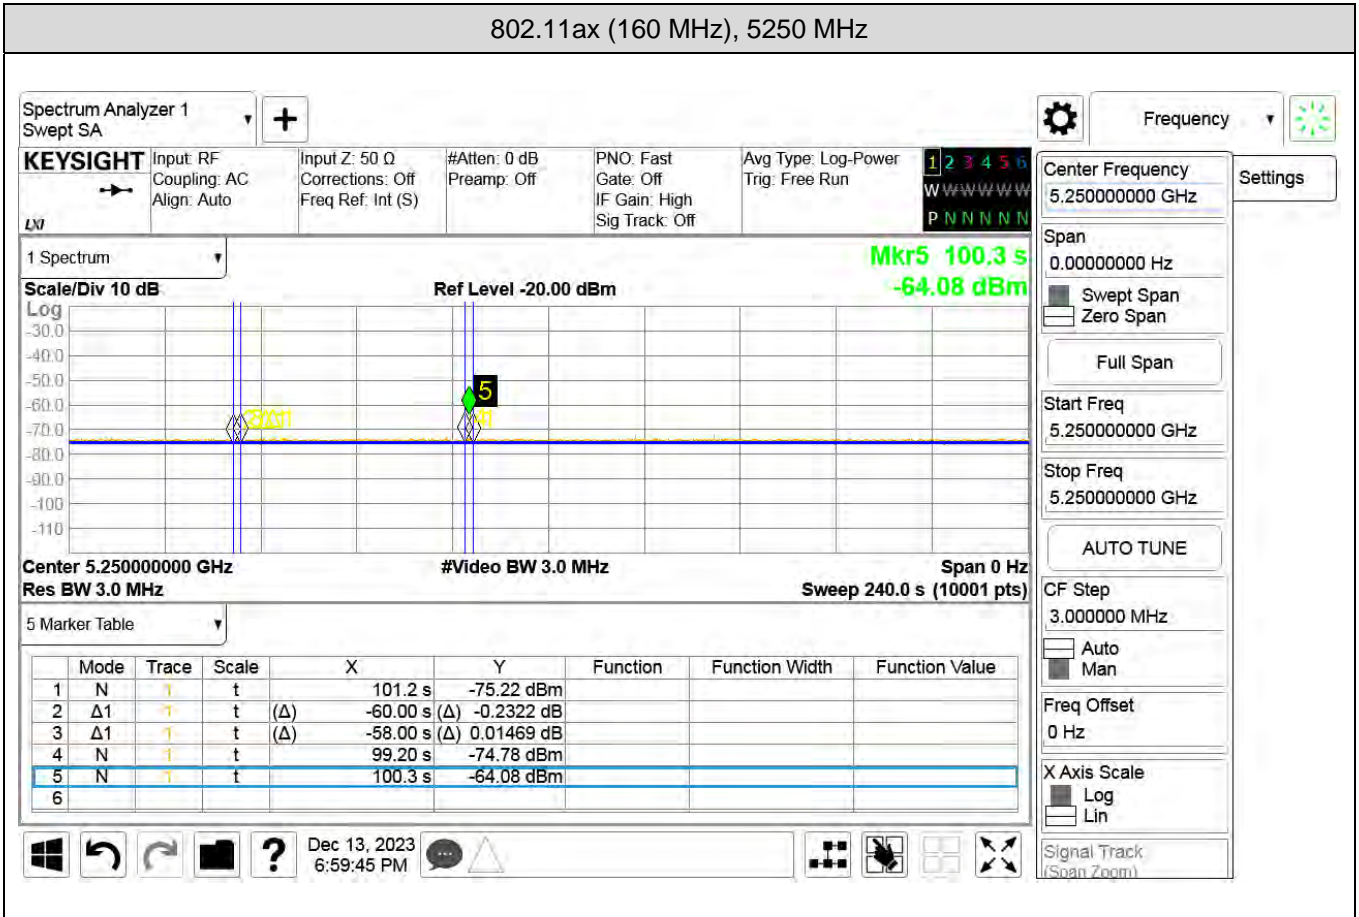 802.11ax (160 MHz), 5250 MHz
Spectrum Analyzer 1
Swept SA
Frequency
KEYSIGHT
LXI
Input: RF
Coupling: AC
Align: Auto
Input Z: 50 Ω
Corrections: Off
Freq Ref: Int (S)
#Atten: 0 dB
Preamp: Off
PNO: Fast
Gate: Off
IF Gain: High
Sig Track: Off
Avg Type: Log-Power
Trig: Free Run
1 2 3 4 5 6
W W W W W W
P N N N N N
1 Spectrum
Mkr5 100.3 s
-64.08 dBm
Scale/Div 10 dB
Ref Level -20.00 dBm
Log
-30.0
-40.0
-50.0
-60.0
-70.0
-80.0
-90.0
-100
-110
5
Center 5.250000000 GHz
#Video BW 3.0 MHz
Span 0 Hz
Res BW 3.0 MHz
Sweep 240.0 s (10001 pts)
5 Marker Table
Mode Trace Scale X Y Function Function Width Function Value
1 N 1 t 101.2 s -75.22 dBm
2 Δ1 1 t (Δ) -60.00 s (Δ) -0.2322 dB
3 Δ1 1 t (Δ) -58.00 s (Δ) 0.01469 dB
4 N 1 t 99.20 s -74.78 dBm
5 N 1 t 100.3 s -64.08 dBm
6
Dec 13, 2023
6:59:45 PM
Center Frequency
5.250000000 GHz
Settings
Span
0.00000000 Hz
Swept Span
Zero Span
Full Span
Start Freq
5.250000000 GHz
Stop Freq
5.250000000 GHz
AUTO TUNE
CF Step
3.000000 MHz
Auto
Man
Freq Offset
0 Hz
X Axis Scale
Log
Lin
Signal Track
(Span Zoom)